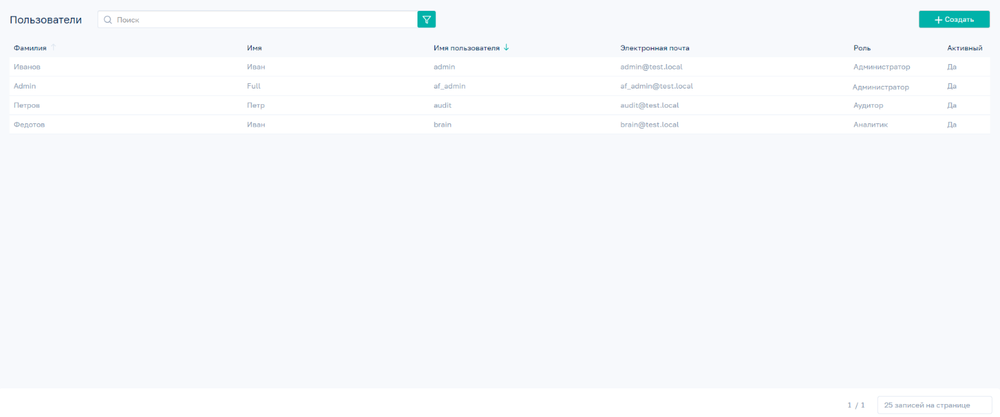 Пользователи Поиск Создать
Фамилия Имя Имя пользователя Электронная почта Роль Активный
Иванов Иван admin admin@test.local Администратор Да
Admin Full af_admin af_admin@test.local Администратор Да
Петров Петр audit audit@test.local Аудитор Да
Федотов Иван brain brain@test.local Аналитик Да
1 / 1 25 записей на странице